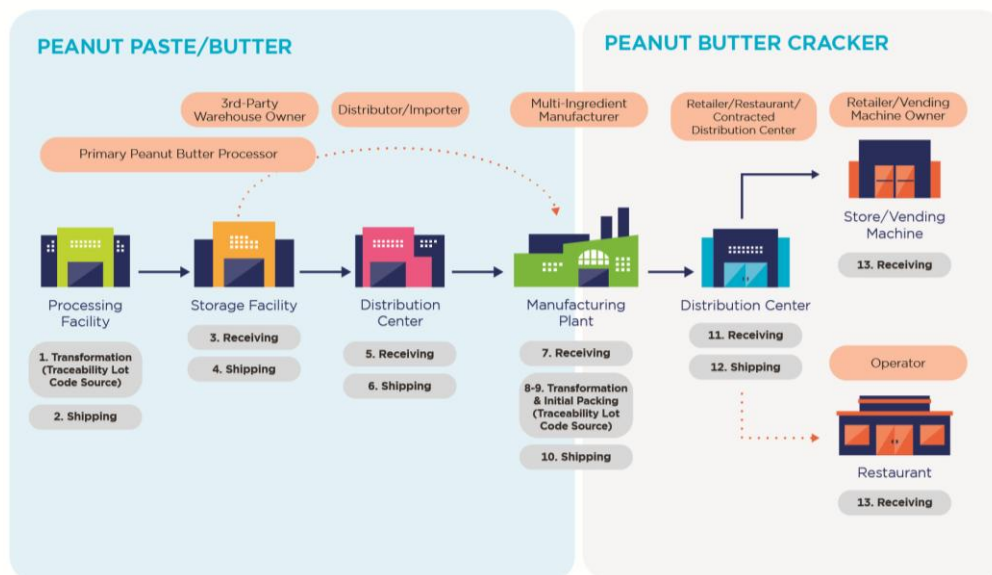 PEANUT PASTE/BUTTER
PEANUT BUTTER CRACKER
3rd-Party
Warehouse Owner
Distributor/Importer
Multi-Ingredient
Manufacturer
Retailer/Restaurant/
Contracted
Distribution Center
Retailer/Vending
Machine Owner
Primary Peanut Butter Processor
Store/Vending
Machine
13. Receiving
Processing
Facility
1. Transformation
(Traceability Lot
Code Source)
2. Shipping
Storage Facility
3. Receiving
4. Shipping
Distribution
Center
5. Receiving
6. Shipping
Manufacturing
Plant
7. Receiving
8-9. Transformation
& Initial Packing
(Traceability Lot
Code Source)
10. Shipping
Distribution Center
11. Receiving
12. Shipping
Operator
Restaurant
13. Receiving